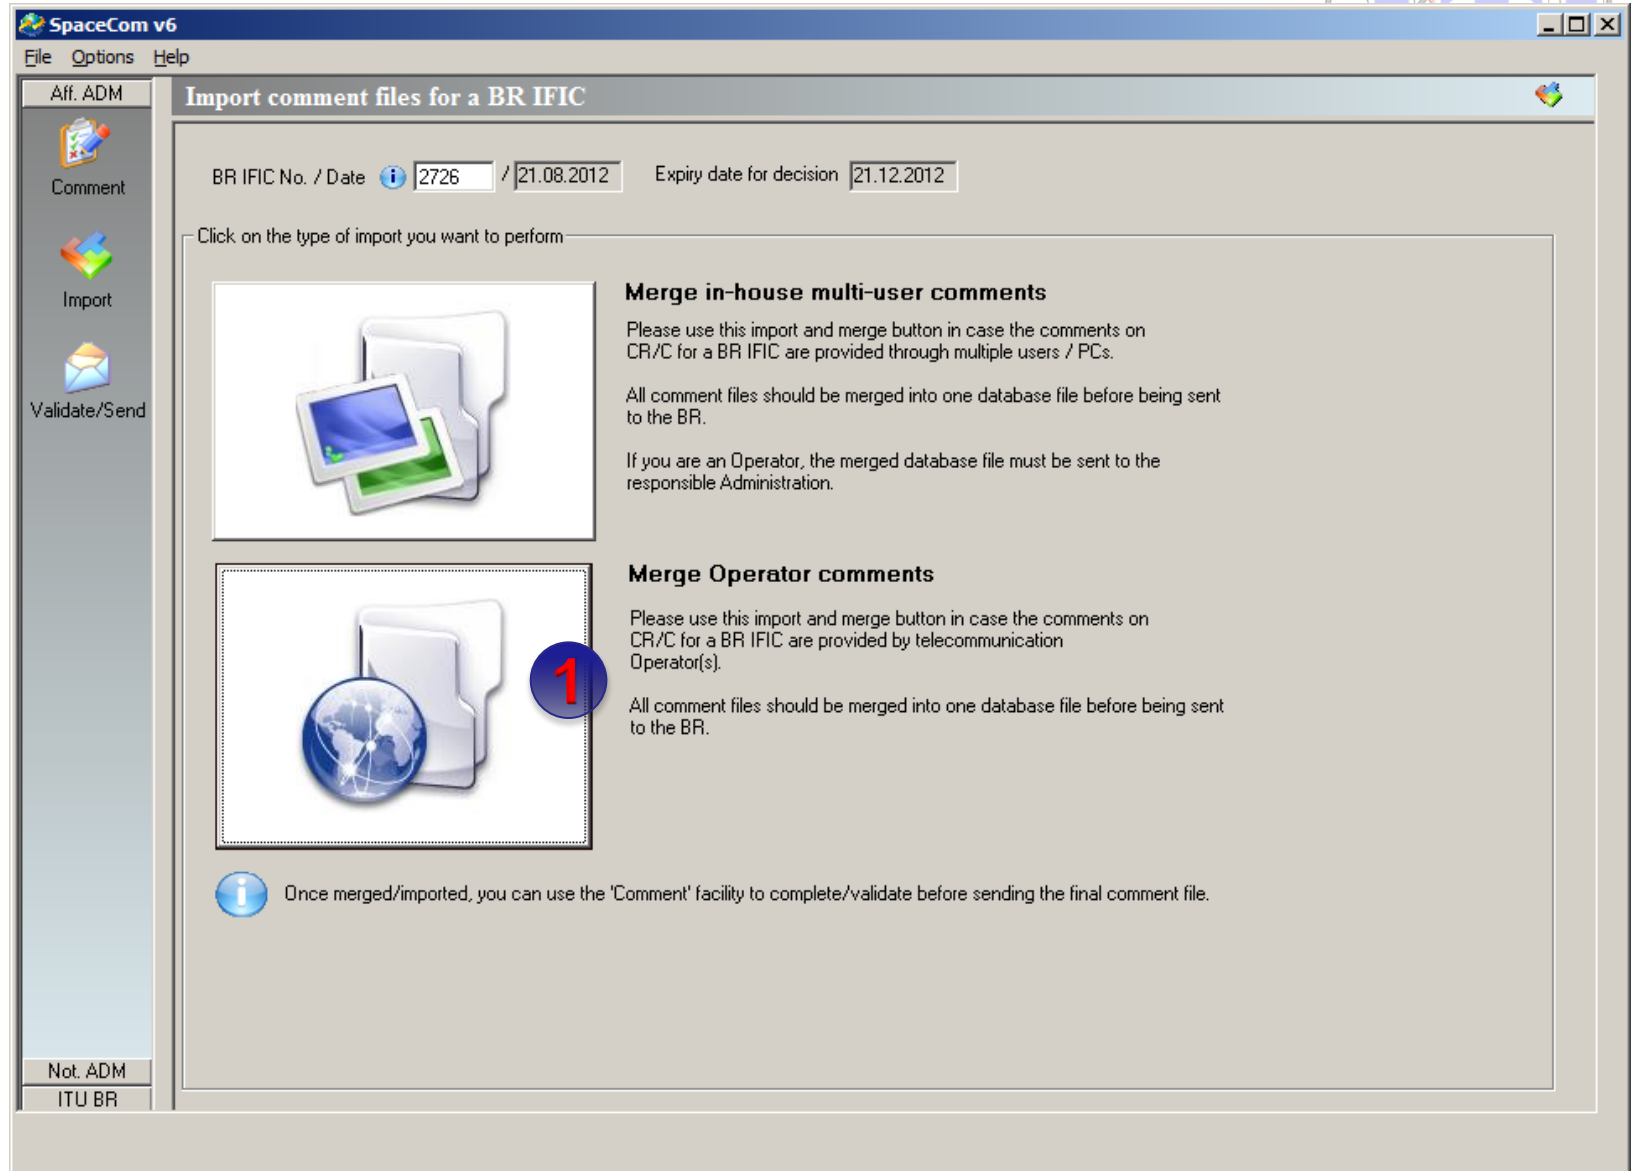 SpaceCom v6
File Options Help
Aff. ADM
Import comment files for a BR IFIC
Comment
Import
Validate/Send
BR IFIC No. / Date 2726 / 21.08.2012 Expiry date for decision 21.12.2012
Click on the type of import you want to perform
Merge in-house multi-user comments
Please use this import and merge button in case the comments on
CR/C for a BR IFIC are provided through multiple users / PCs.
All comment files should be merged into one database file before being sent
to the BR.
If you are an Operator, the merged database file must be sent to the
responsible Administration.
1
Merge Operator comments
Please use this import and merge button in case the comments on
CR/C for a BR IFIC are provided by telecommunication
Operator(s).
All comment files should be merged into one database file before being sent
to the BR.
Once merged/imported, you can use the 'Comment' facility to complete/validate before sending the final comment file.
Not. ADM
ITU BR